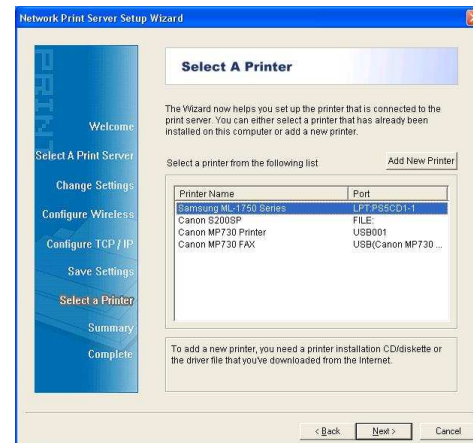 Network Print Server Setup Wizard
PRINT
Select A Printer
The Wizard now helps you set up the printer that is connected to the
print server. You can either select a printer that has already been
installed on this computer or add a new printer.
Welcome
Select A Print Server
Change Settings
Configure Wireless
Configure TCP / IP
Save Settings
Select a Printer
Summary
Complete
Select a printer from the following list
Add New Printer
Printer Name Port
Samsung ML-1750 Series LPT:PS5CD1-1
Canon S200SP FILE:
Canon MP730 Printer USB001
Canon MP730 FAX USB(Canon MP730 ...
To add a new printer, you need a printer installation CD/diskette or
the driver file that you've downloaded from the Internet.
< Back Next > Cancel